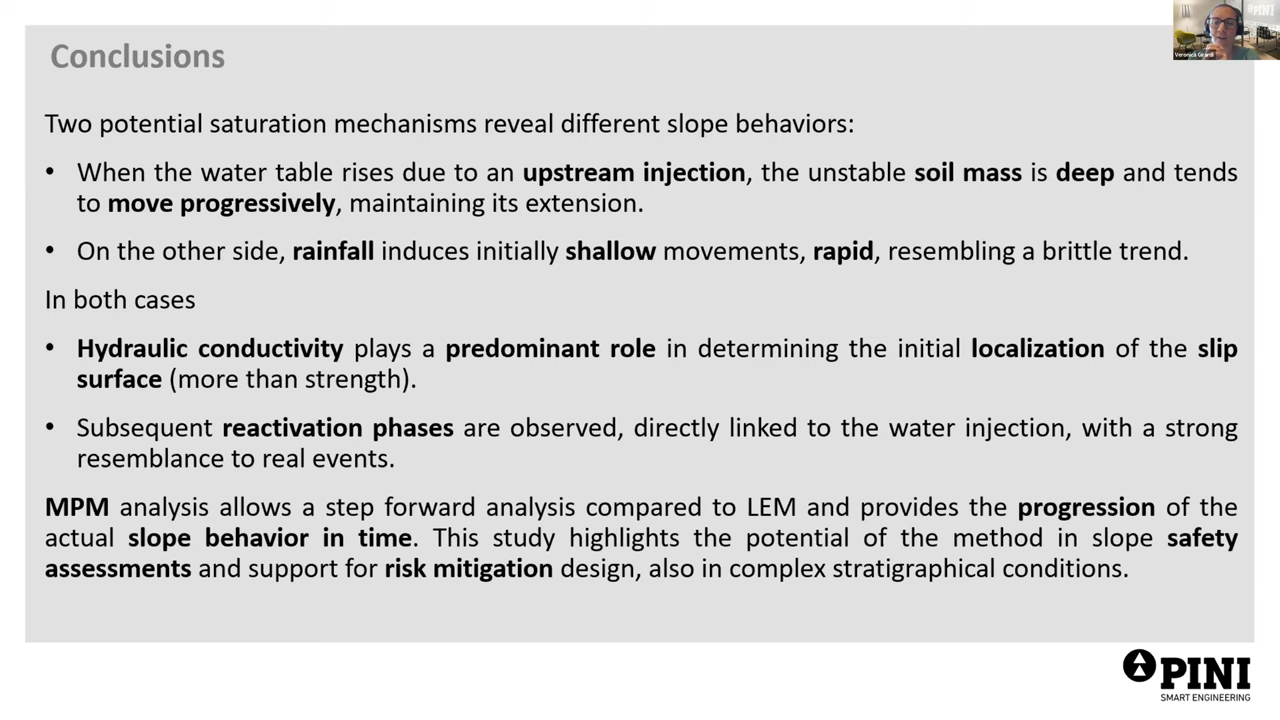 PINI
Veronica Girardi
Conclusions
Two potential saturation mechanisms reveal different slope behaviors:
• When the water table rises due to an upstream injection, the unstable soil mass is deep and tends
to move progressively, maintaining its extension.
• On the other side, rainfall induces initially shallow movements, rapid, resembling a brittle trend.
In both cases
• Hydraulic conductivity plays a predominant role in determining the initial localization of the slip
surface (more than strength).
• Subsequent reactivation phases are observed, directly linked to the water injection, with a strong
resemblance to real events.
MPM analysis allows a step forward analysis compared to LEM and provides the progression of the
actual slope behavior in time. This study highlights the potential of the method in slope safety
assessments and support for risk mitigation design, also in complex stratigraphical conditions.
PINI
SMART ENGINEERING